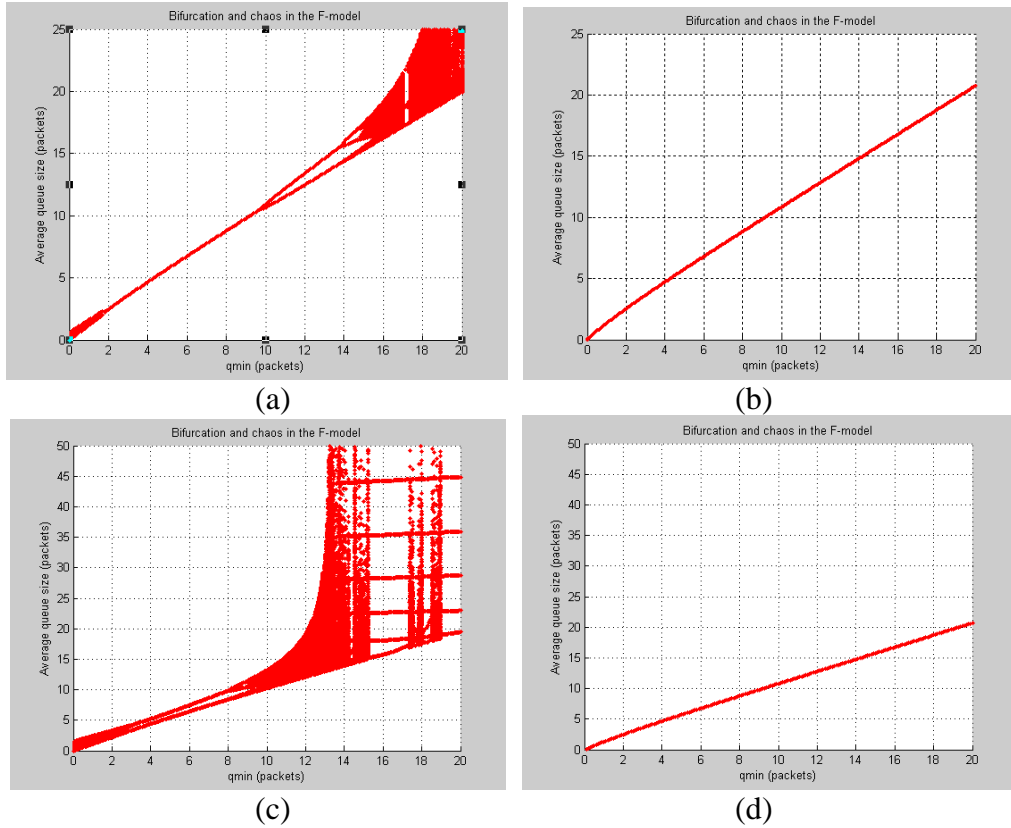 Bifurcation and chaos in the F-model
25
20
15
10
5
0
Average queue size (packets)
0 2 4 6 8 10 12 14 16 18 20
qmin (packets)
(a)
Bifurcation and chaos in the F-model
25
20
15
10
5
0
Average queue size (packets)
0 2 4 6 8 10 12 14 16 18 20
qmin (packets)
(b)
Bifurcation and chaos in the F-model
50
45
40
35
30
25
20
15
10
5
0
Average queue size (packets)
0 2 4 6 8 10 12 14 16 18 20
qmin (packets)
(c)
Bifurcation and chaos in the F-model
50
45
40
35
30
25
20
15
10
5
0
Average queue size (packets)
0 2 4 6 8 10 12 14 16 18 20
qmin (packets)
(d)